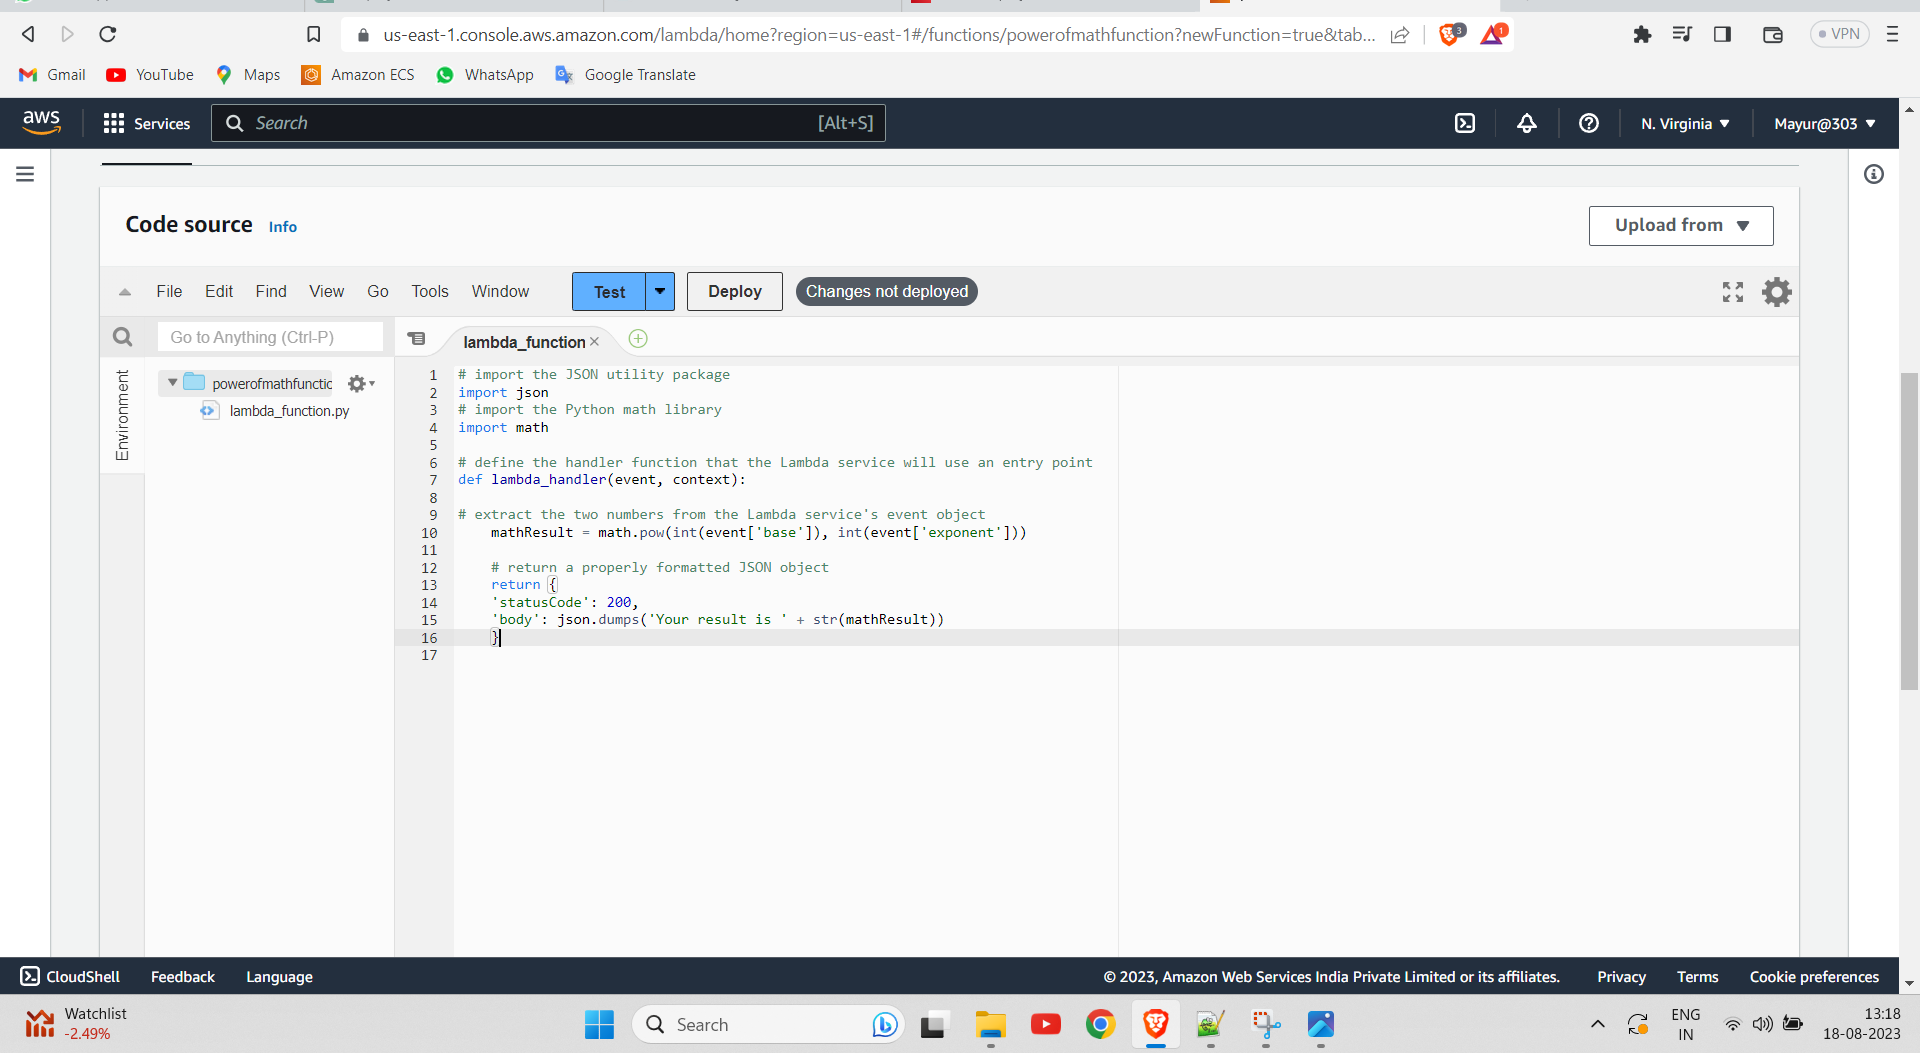 us-east-1.console.aws.amazon.com/lambda/home?region=us-east-1#/functions/powerofmathfunction?newFunction=true&tab...
3
1
VPN
Gmail
YouTube
Maps
Amazon ECS
WhatsApp
Google Translate
aws
Services
Search
[Alt+S]
N. Virginia
Mayur@303
Code source
Info
Upload from
File
Edit
Find
View
Go
Tools
Window
Test
Deploy
Changes not deployed
Go to Anything (Ctrl-P)
lambda_function
Environment
powerofmathfunctic
lambda_function.py
1 # import the JSON utility package
2 import json
3 # import the Python math library
4 import math
5
6 # define the handler function that the Lambda service will use an entry point
7 def lambda_handler(event, context):
8
9 # extract the two numbers from the Lambda service's event object
10 mathResult = math.pow(int(event['base']), int(event['exponent']))
11
12 # return a properly formatted JSON object
13 return {
14 'statusCode': 200,
15 'body': json.dumps('Your result is ' + str(mathResult))
16 }
17
CloudShell
Feedback
Language
© 2023, Amazon Web Services India Private Limited or its affiliates.
Privacy
Terms
Cookie preferences
Watchlist
-2.49%
Search
ENG
IN
13:18
18-08-2023